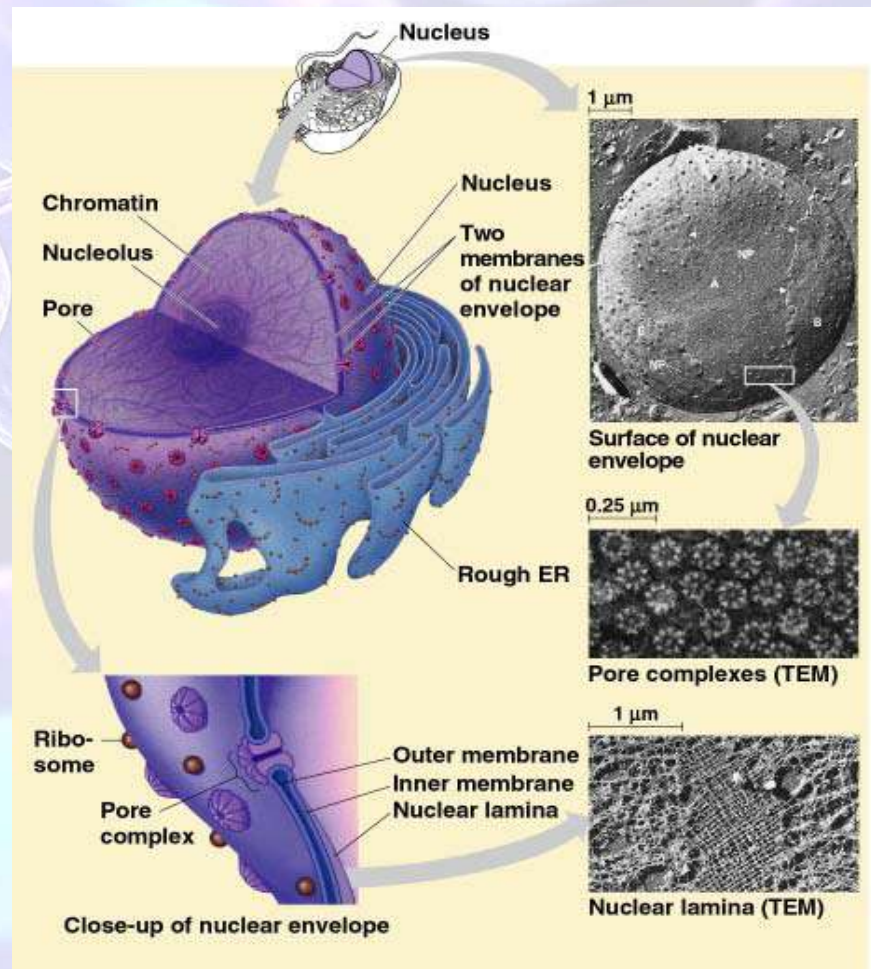 Nucleus
1 µm
Chromatin
Nucleolus
Pore
Nucleus
Two
membranes
of nuclear
envelope
NP
A
B
NP
Surface of nuclear
envelope
0.25 µm
Rough ER
Pore complexes (TEM)
1 µm
Ribo-
some
Pore
complex
Outer membrane
Inner membrane
Nuclear lamina
Close-up of nuclear envelope
Nuclear lamina (TEM)